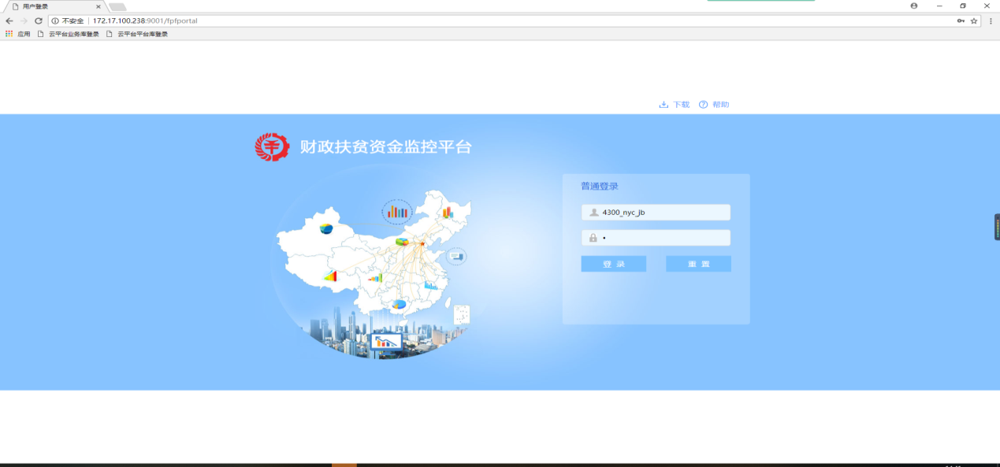 用户登录
不安全 | 172.17.100.238:9001/fpfportal
应用 云平台业务库登录 云平台平台库登录
下载 帮助
财政扶贫资金监控平台
普通登录
4300_nyc_jb
•
登 录 重 置